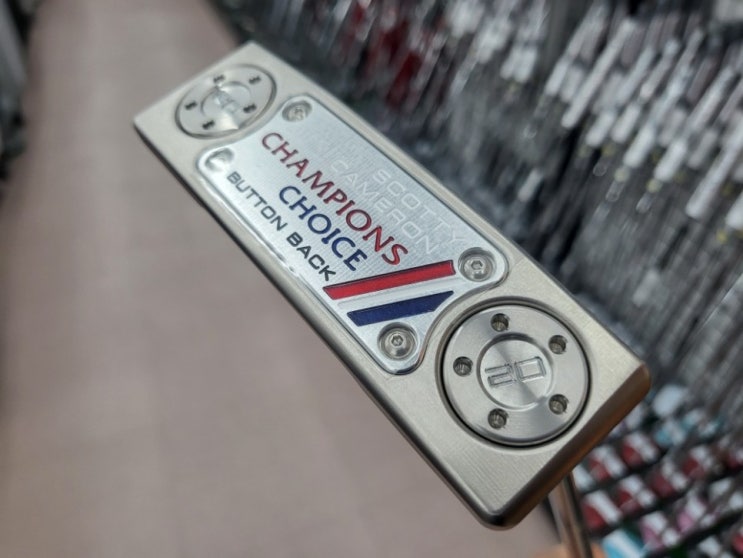 SCOTTY
CAMERON
CHAMPIONS
CHOICE
BUTTON BACK
20